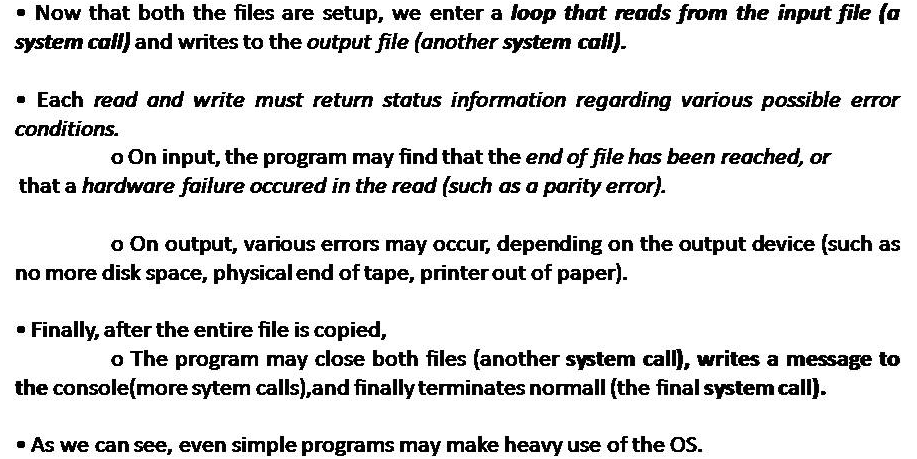 • Now that both the files are setup, we enter a loop that reads from the input file (a
system call) and writes to the output file (another system call).
• Each read and write must return status information regarding various possible error
conditions.
o On input, the program may find that the end of file has been reached, or
that a hardware failure occured in the read (such as a parity error).
o On output, various errors may occur, depending on the output device (such as
no more disk space, physical end of tape, printer out of paper).
• Finally, after the entire file is copied,
o The program may close both files (another system call), writes a message to
the console(more sytem calls),and finally terminates normall (the final system call).
• As we can see, even simple programs may make heavy use of the OS.